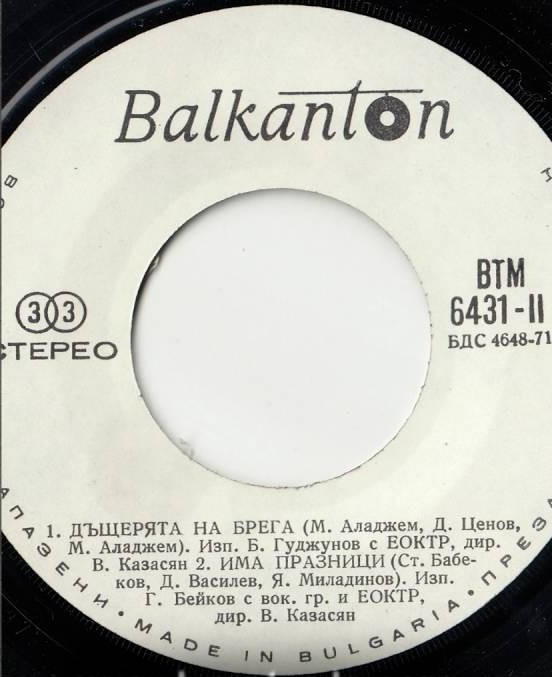 Balkanton
33
СТЕРЕО
ВТМ
6431-II
БДС 4648-71
1. ДЪЩЕРЯТА НА БРЕГА (М. Аладжем, Д. Ценов,
М. Аладжем). Изп. Б. Гуджунов с ЕОКТР, дир.
В. Казасян 2. ИМА ПРАЗНИЦИ (Ст. Бабе-
ков, Д. Василев, Я. Миладинов). Изп.
Г. Бейков с вок. гр. и ЕОКТР,
дир. В. Казасян
АПАЗЕНИ • MADE IN BULGARIA • ПРЕЗА